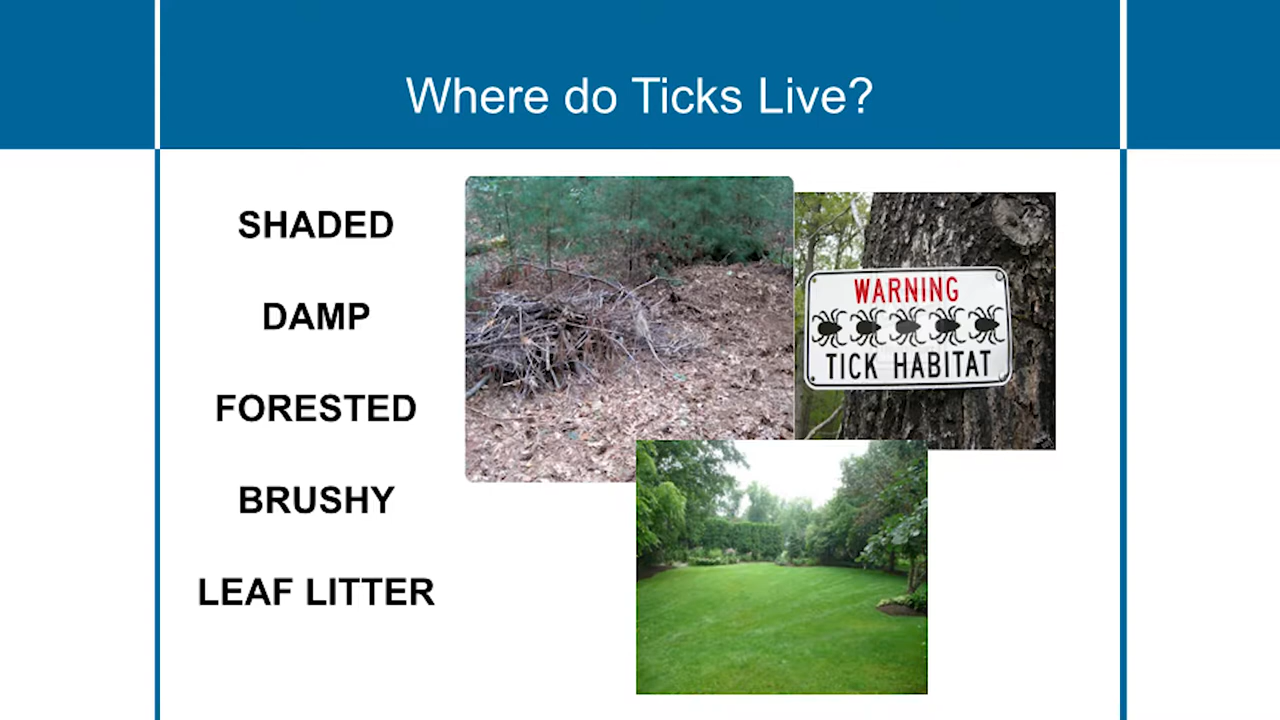 Where do Ticks Live?
SHADED
DAMP
FORESTED
BRUSHY
LEAF LITTER
WARNING
TICK HABITAT